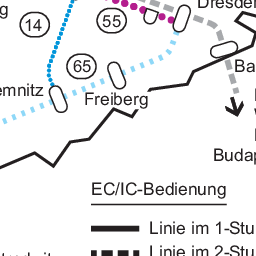 Dresden
55
14
65
Ba
emnitz
Freiberg
Budap
EC/IC-Bedienung
Linie im 1-Stu
Linie im 2-Stu